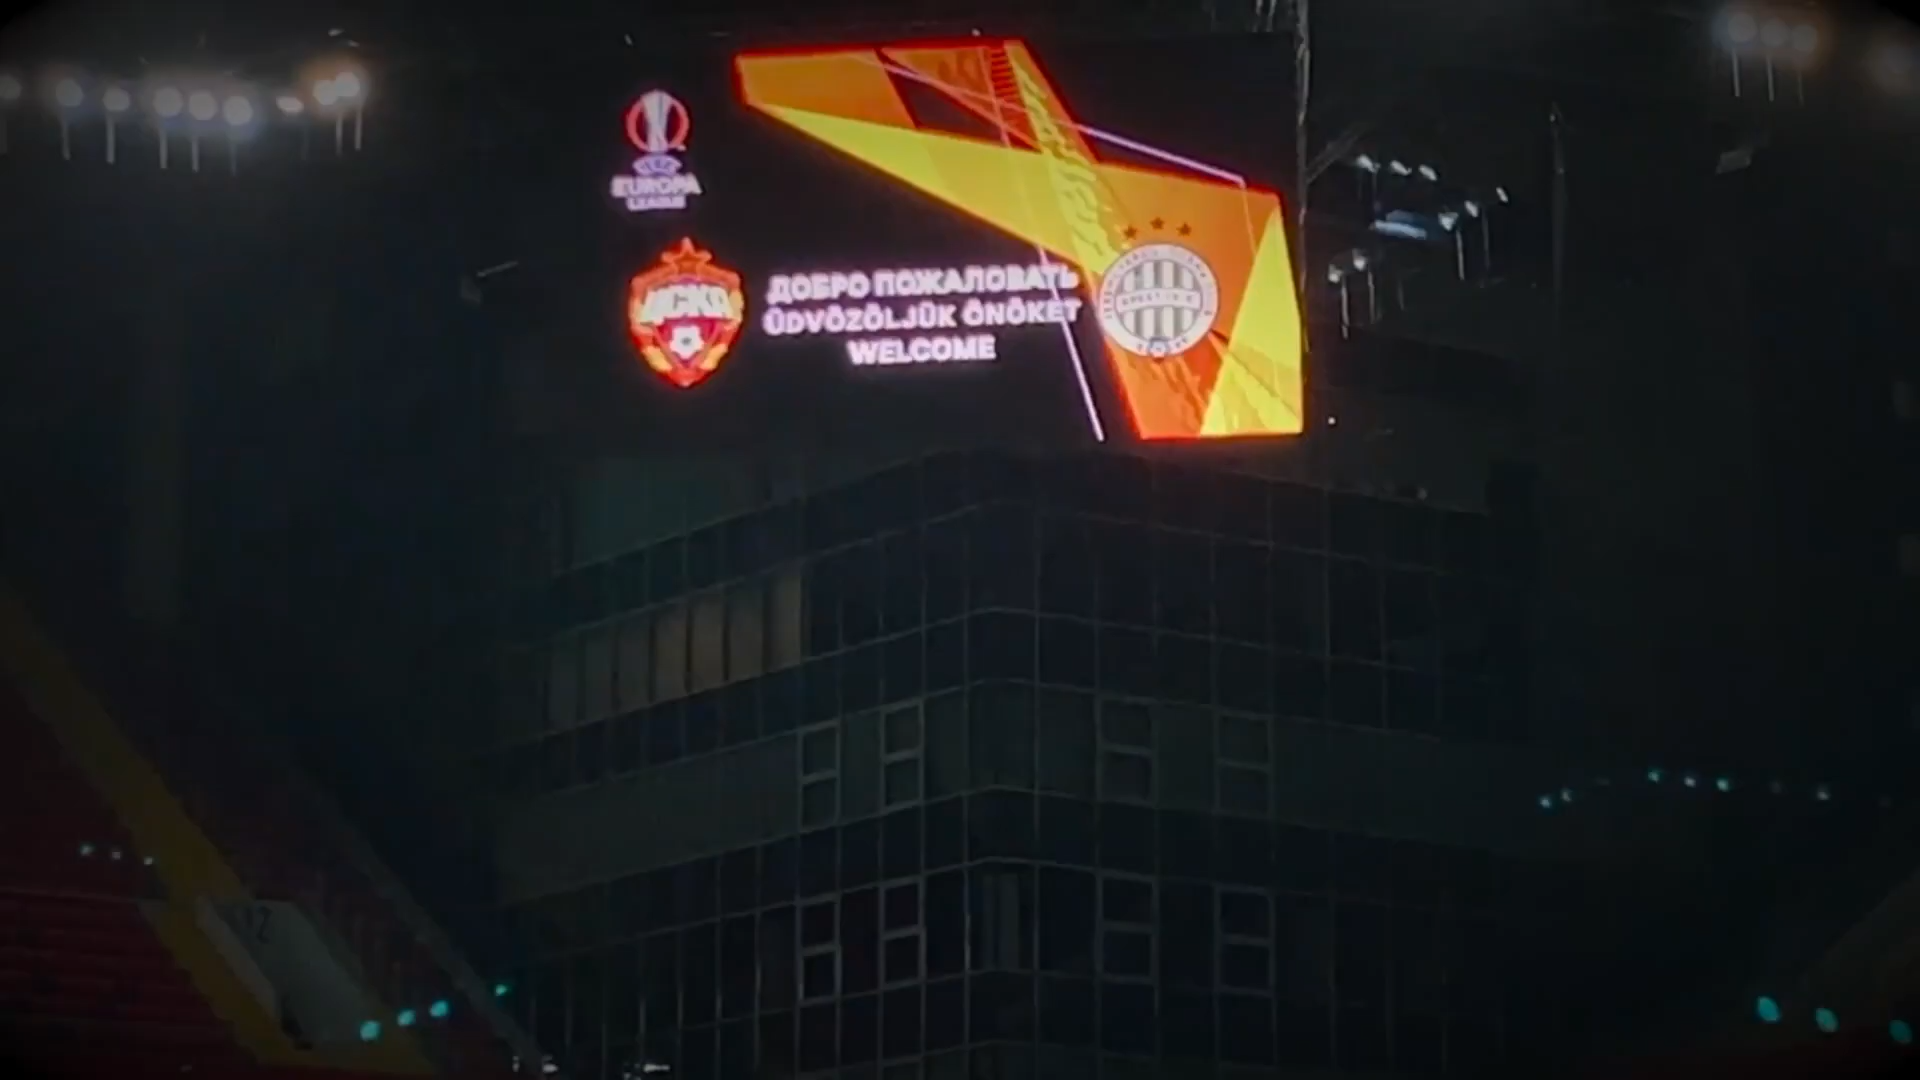 EUROPA
LEAGUE
ЦСКА
ДОБРО ПОЖАЛОВАТЬ
ÜDVÖZÖLJÜK ÖNÖKET
WELCOME